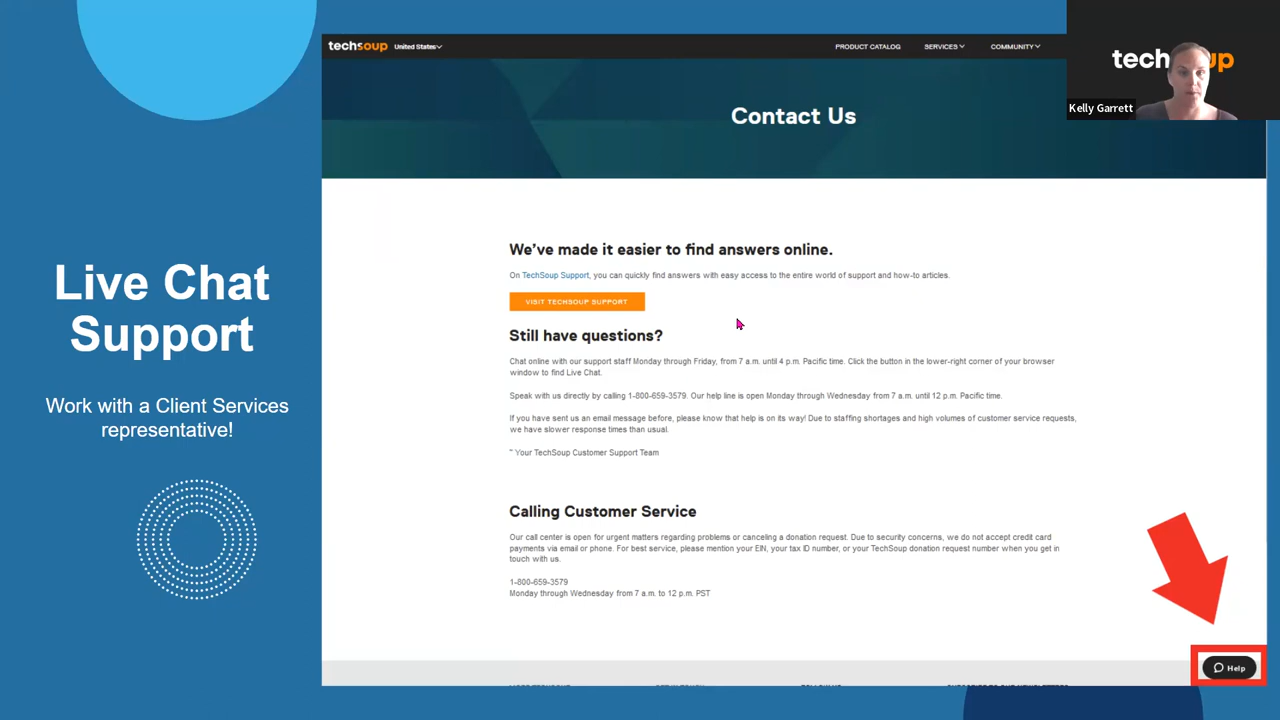 Live Chat
Support
Work with a Client Services
representative!
techsoup United States
PRODUCT CATALOG SERVICES COMMUNITY
Contact Us
We've made it easier to find answers online.
On TechSoup Support, you can quickly find answers with easy access to the entire world of support and how-to articles.
VISIT TECHSOUP SUPPORT
Still have questions?
Chat online with our support staff Monday through Friday, from 7 a.m. until 4 p.m. Pacific time. Click the button in the lower-right corner of your browser
window to find Live Chat.
Speak with us directly by calling 1-800-659-3579. Our help line is open Monday through Wednesday from 7 a.m. until 12 p.m. Pacific time.
If you have sent us an email message before, please know that help is on its way! Due to staffing shortages and high volumes of customer service requests,
we have slower response times than usual.
" Your TechSoup Customer Support Team
Calling Customer Service
Our call center is open for urgent matters regarding problems or canceling a donation request. Due to security concerns, we do not accept credit card
payments via email or phone. For best service, please mention your EIN, your tax ID number, or your TechSoup donation request number when you get in
touch with us.
1-800-659-3579
Monday through Wednesday from 7 a.m. to 12 p.m. PST
Help
tech up
Kelly Garrett